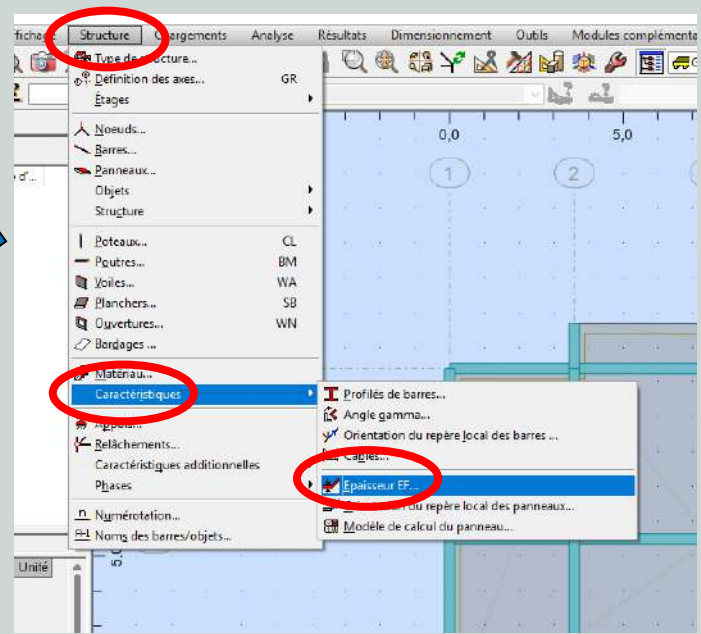 Structure Chargements Analyse Résultats Dimensionnement Outils Modules
Type de structure...
Définition des axes... GR
Étages
Noeuds...
Barres...
Panneaux...
Objets
Structure
Poteaux... CL
Poutres... BM
Voiles... WA
Planchers... SB
Ouvertures... WN
Bardages ...
Matériau...
Caractéristiques
Appuis...
Relâchements...
Caractéristiques additionnelles
Phases
Numérotation...
Noms des barres/objets...
Profilés de barres...
Angle gamma...
Orientation du repère local des barres ...
Câbles...
Epaisseur EF...
Orientation du repère local des panneaux...
Modèle de calcul du panneau...
0,0 5,0
1 2
d'...
Unité